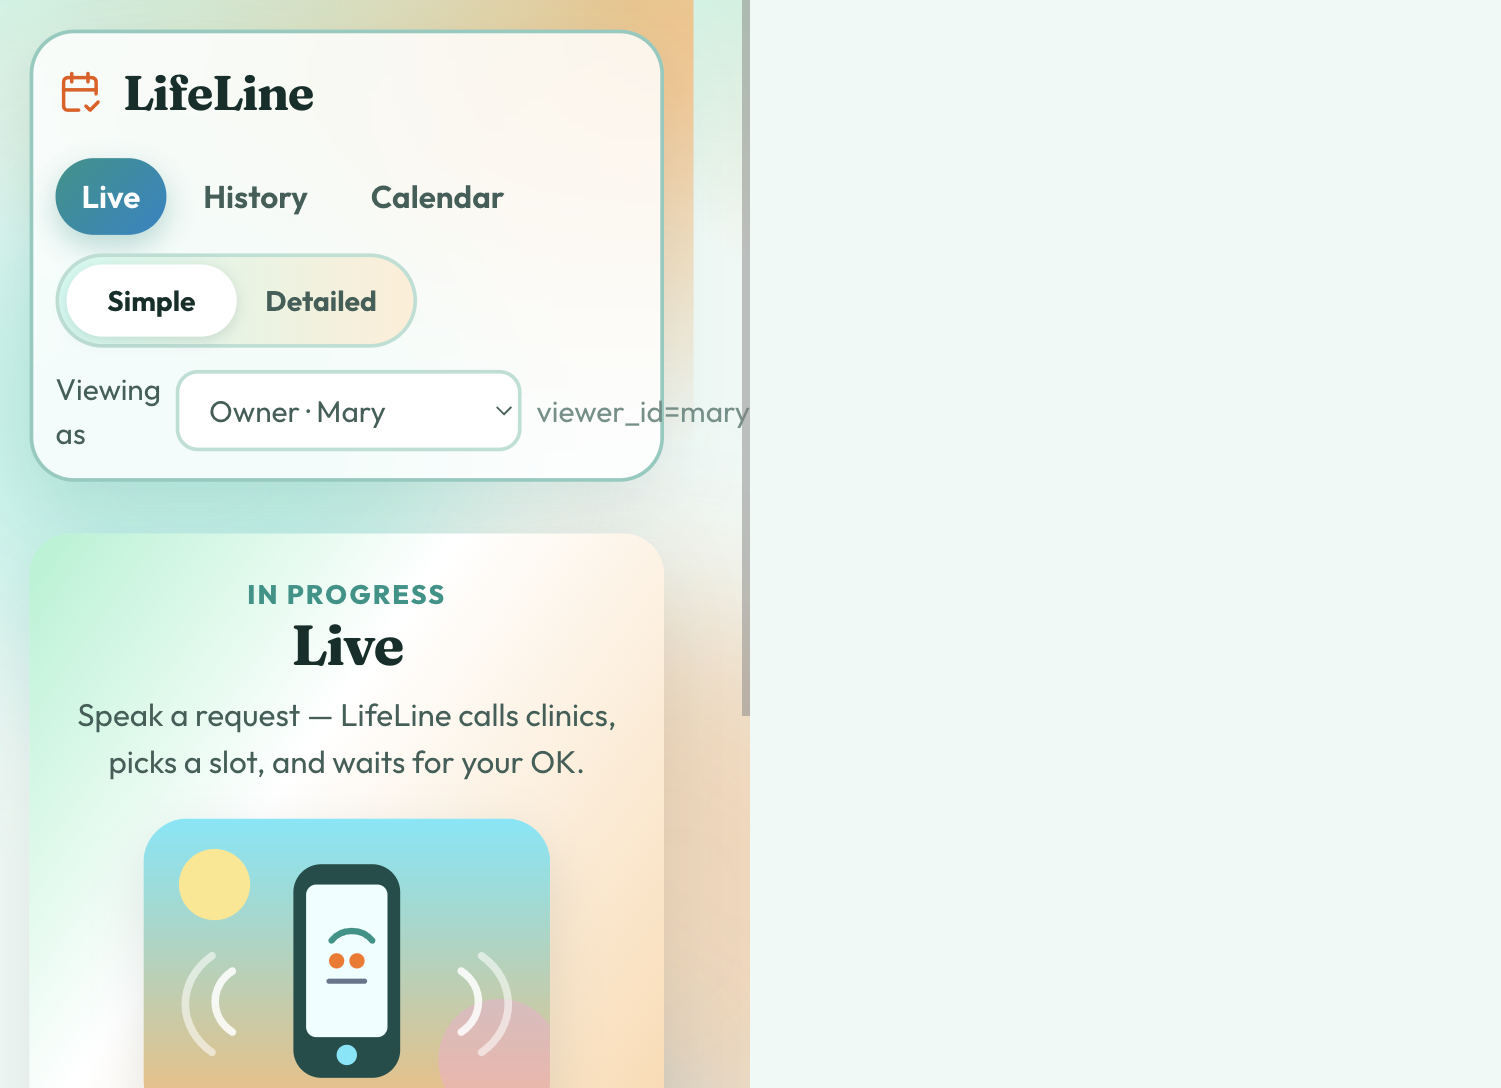 LifeLine
Live History Calendar
Simple Detailed
Viewing as
Owner · Mary
viewer_id=mary
IN PROGRESS
Live
Speak a request — LifeLine calls clinics,
picks a slot, and waits for your OK.